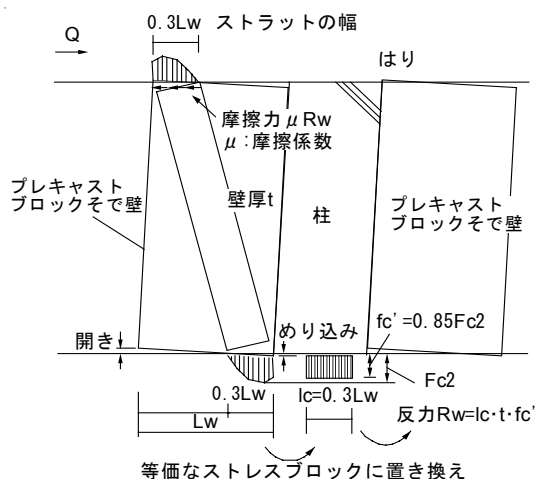 0.3Lw ストラットの幅
Q
はり
摩擦力μRw
μ:摩擦係数
プレキャスト
ブロックそで壁
壁厚t
柱
プレキャスト
ブロックそで壁
開き
めり込み
fc'=0.85Fc2
Fc2
0.3Lw
lc=0.3Lw
Lw
反力Rw=lc・t・fc'
等価なストレスブロックに置き換え